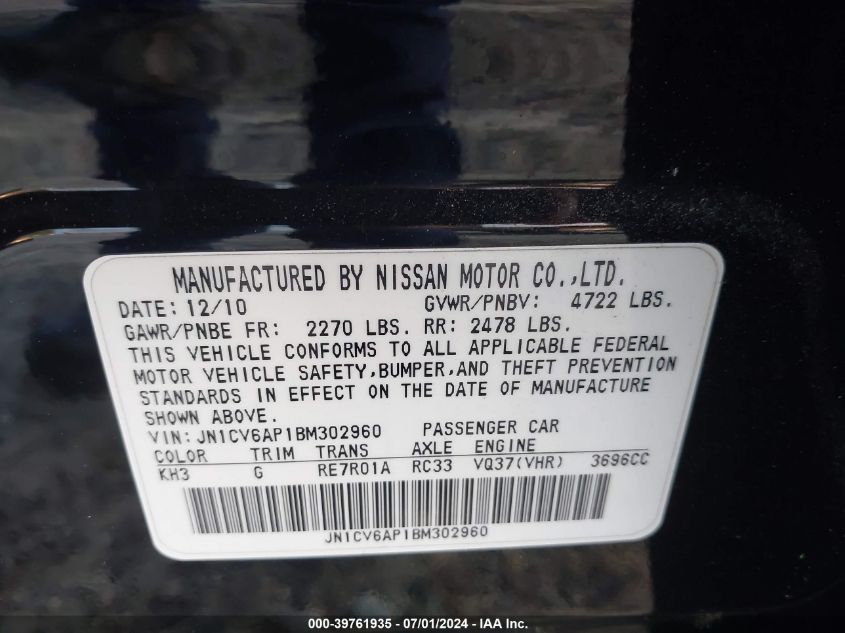 MANUFACTURED BY NISSAN MOTOR CO.,LTD.
DATE: 12/10 GVWR/PNBV: 4722 LBS.
GAWR/PNBE FR: 2270 LBS. RR: 2478 LBS.
THIS VEHICLE CONFORMS TO ALL APPLICABLE FEDERAL
MOTOR VEHICLE SAFETY,BUMPER,AND THEFT PREVENTION
STANDARDS IN EFFECT ON THE DATE OF MANUFACTURE
SHOWN ABOVE.
VIN: JN1CV6AP1BM302960 PASSENGER CAR
COLOR TRIM TRANS AXLE ENGINE
KH3 G RE7R01A RC33 VQ37(VHR) 3696CC
JN1CV6AP1BM302960
000-39761935 - 07/01/2024 - IAA Inc.